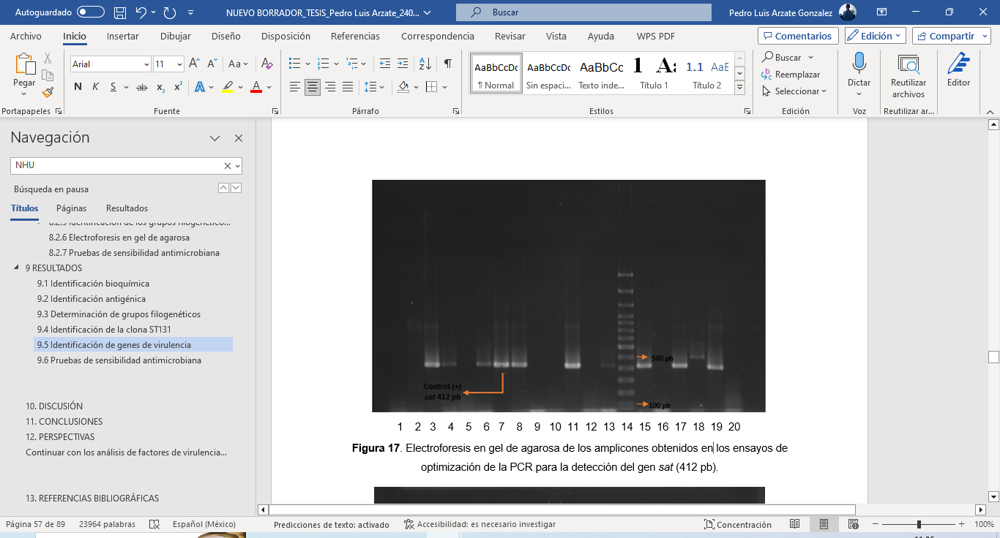 Autoguardado
NUEVO BORRADOR_TESIS_Pedro Luis Arzate_240...
Buscar
Pedro Luis Arzate Gonzalez
Archivo Inicio Insertar Dibujar Diseño Disposición Referencias Correspondencia Revisar Vista Ayuda WPS PDF
Comentarios Edición Compartir
Pegar
Portapapeles
Arial 11
Aa
N K S ab x₂ x²
Fuente
Párrafo
AaBbCcDc AaBbCcDc AaBbCc 1 A: 1.1 AaE
¶ Normal Sin espaci... Texto inde... Título 1 Título 2
Estilos
Buscar
Reemplazar
Seleccionar
Edición
Dictar
Voz
Reutilizar archivos
Reutilizar ar...
Editor
Navegación
NHU
Búsqueda en pausa
Títulos Páginas Resultados
8.2.5 Identificación de los grupos filogenético...
8.2.6 Electroforesis en gel de agarosa
8.2.7 Pruebas de sensibilidad antimicrobiana
9 RESULTADOS
9.1 Identificación bioquímica
9.2 Identificación antigénica
9.3 Determinación de grupos filogenéticos
9.4 Identificación de la clona ST131
9.5 Identificación de genes de virulencia
9.6 Pruebas de sensibilidad antimicrobiana
10. DISCUSIÓN
11. CONCLUSIONES
12. PERSPECTIVAS
Continuar con los análisis de factores de virulencia...
13. REFERENCIAS BIBLIOGRÁFICAS
500 pb
Control (+)
sat 412 pb
100 pb
1 2 3 4 5 6 7 8 9 10 11 12 13 14 15 16 17 18 19 20
Figura 17. Electroforesis en gel de agarosa de los amplicones obtenidos en los ensayos de
optimización de la PCR para la detección del gen sat (412 pb).
Página 57 de 89 23964 palabras Español (México) Predicciones de texto: activado Accesibilidad: es necesario investigar Concentración 100%